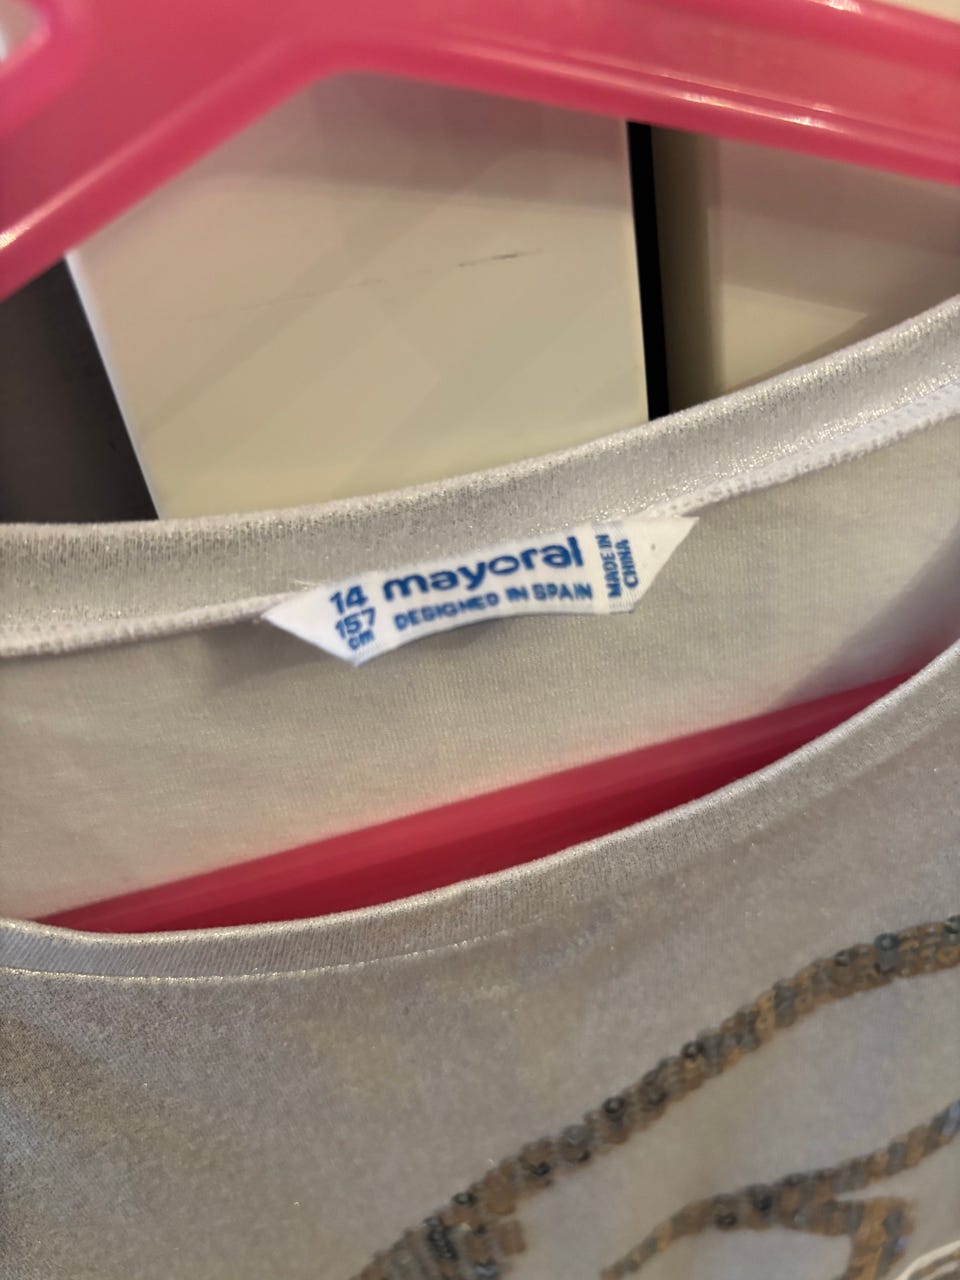 14
157
cm
mayoral
DESIGNED IN SPAIN
MADE IN
CHINA